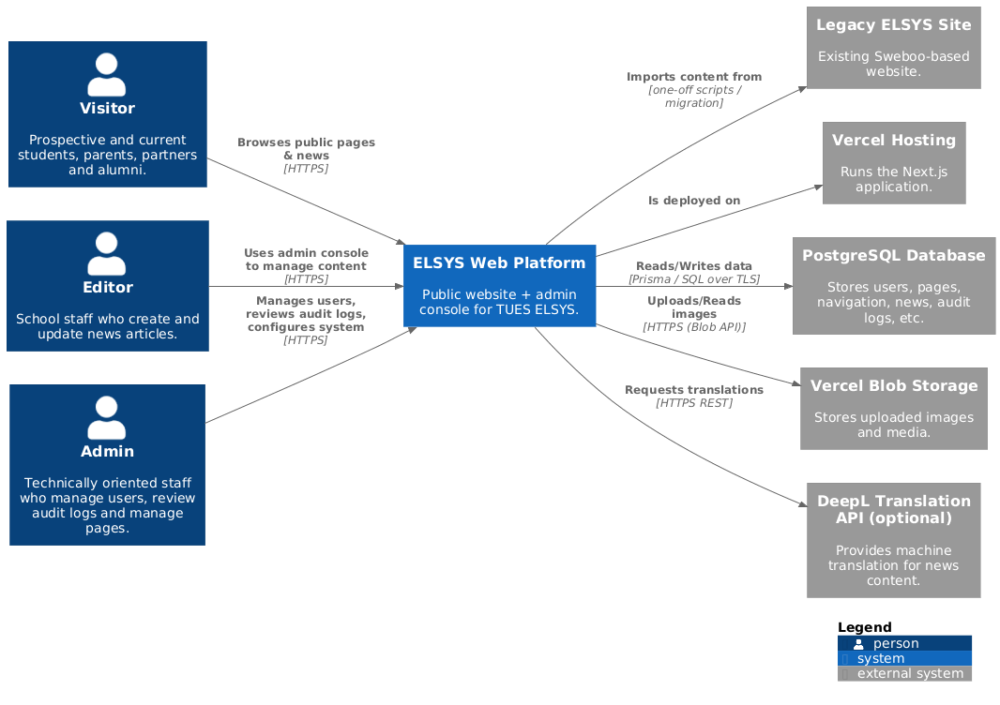 Visitor
Prospective and current
students, parents, partners
and alumni.
Editor
School staff who create and
update news articles.
Admin
Technically oriented staff
who manage users, review
audit logs and manage
pages.
Browses public pages
& news
[HTTPS]
Uses admin console
to manage content
[HTTPS]
Manages users,
reviews audit logs,
configures system
[HTTPS]
ELSYS Web Platform
Public website + admin
console for TUES ELSYS.
Imports content from
[one-off scripts /
migration]
Is deployed on
Reads/Writes data
[Prisma / SQL over TLS]
Uploads/Reads
images
[HTTPS (Blob API)]
Requests translations
[HTTPS REST]
Legacy ELSYS Site
Existing Sweboo-based
website.
Vercel Hosting
Runs the Next.js
application.
PostgreSQL Database
Stores users, pages,
navigation, news, audit
logs, etc.
Vercel Blob Storage
Stores uploaded images
and media.
DeepL Translation
API (optional)
Provides machine
translation for news
content.
Legend
person
system
external system